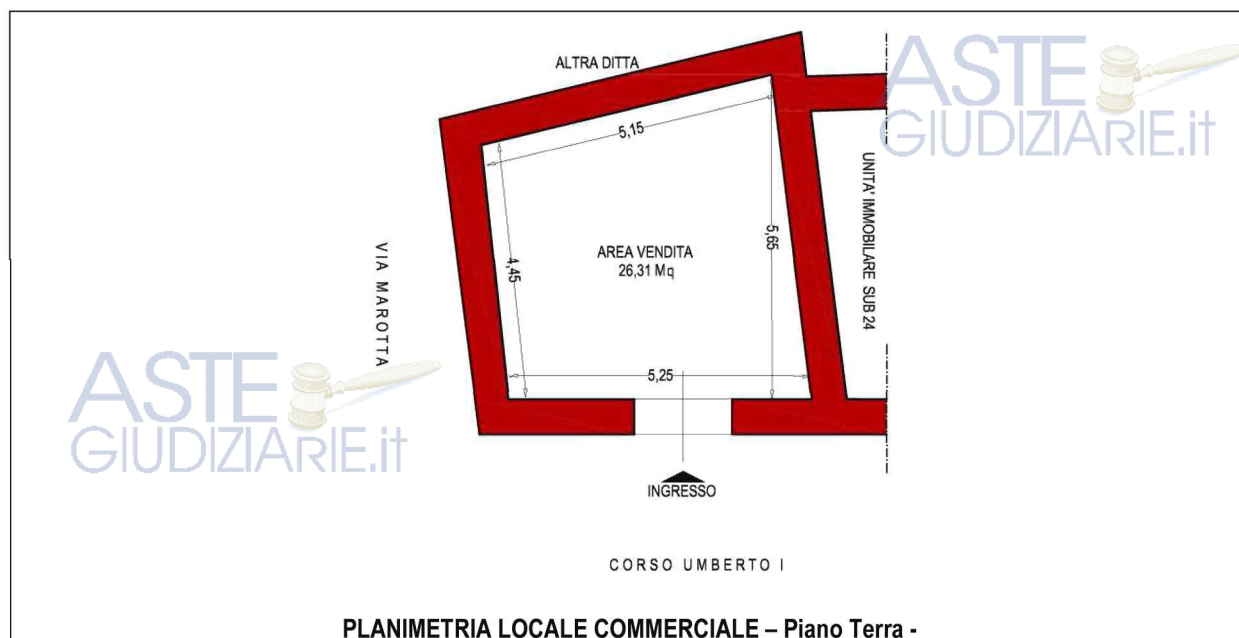 ALTRA DITTA
ASTE
GIUDIZIARIE.it
5,15
UNITA' IMMOBILARE SUB 24
VIA MAROTTA
4,45
AREA VENDITA
26,31 Mq
5,65
ASTE
GIUDIZIARIE.it
5,25
INGRESSO
CORSO UMBERTO I
PLANIMETRIA LOCALE COMMERCIALE – Piano Terra -